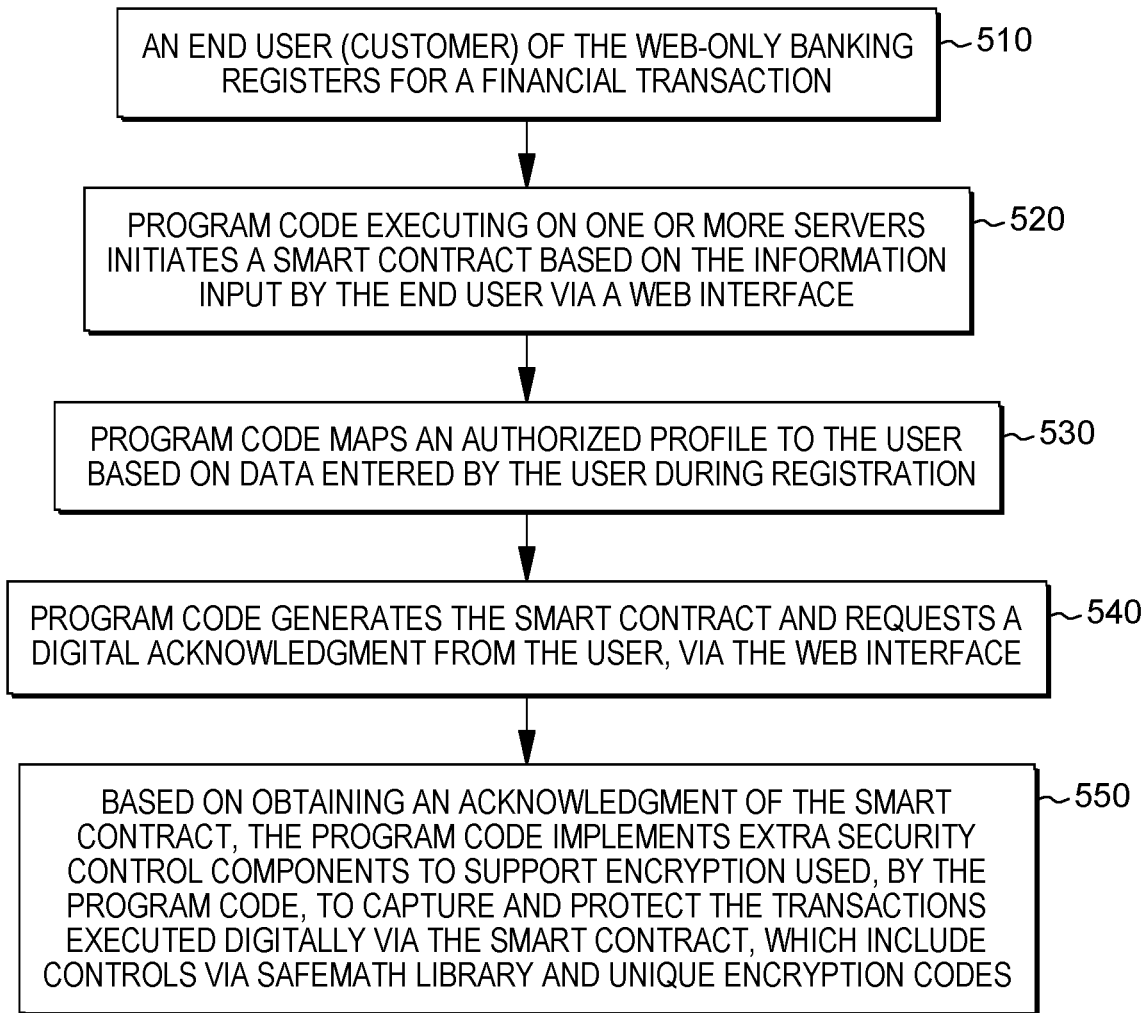 AN END USER (CUSTOMER) OF THE WEB-ONLY BANKING
REGISTERS FOR A FINANCIAL TRANSACTION
510
PROGRAM CODE EXECUTING ON ONE OR MORE SERVERS
INITIATES A SMART CONTRACT BASED ON THE INFORMATION
INPUT BY THE END USER VIA A WEB INTERFACE
520
PROGRAM CODE MAPS AN AUTHORIZED PROFILE TO THE USER
BASED ON DATA ENTERED BY THE USER DURING REGISTRATION
530
PROGRAM CODE GENERATES THE SMART CONTRACT AND REQUESTS A
DIGITAL ACKNOWLEDGMENT FROM THE USER, VIA THE WEB INTERFACE
540
BASED ON OBTAINING AN ACKNOWLEDGMENT OF THE SMART
CONTRACT, THE PROGRAM CODE IMPLEMENTS EXTRA SECURITY
CONTROL COMPONENTS TO SUPPORT ENCRYPTION USED, BY THE
PROGRAM CODE, TO CAPTURE AND PROTECT THE TRANSACTIONS
EXECUTED DIGITALLY VIA THE SMART CONTRACT, WHICH INCLUDE
CONTROLS VIA SAFEMATH LIBRARY AND UNIQUE ENCRYPTION CODES
550